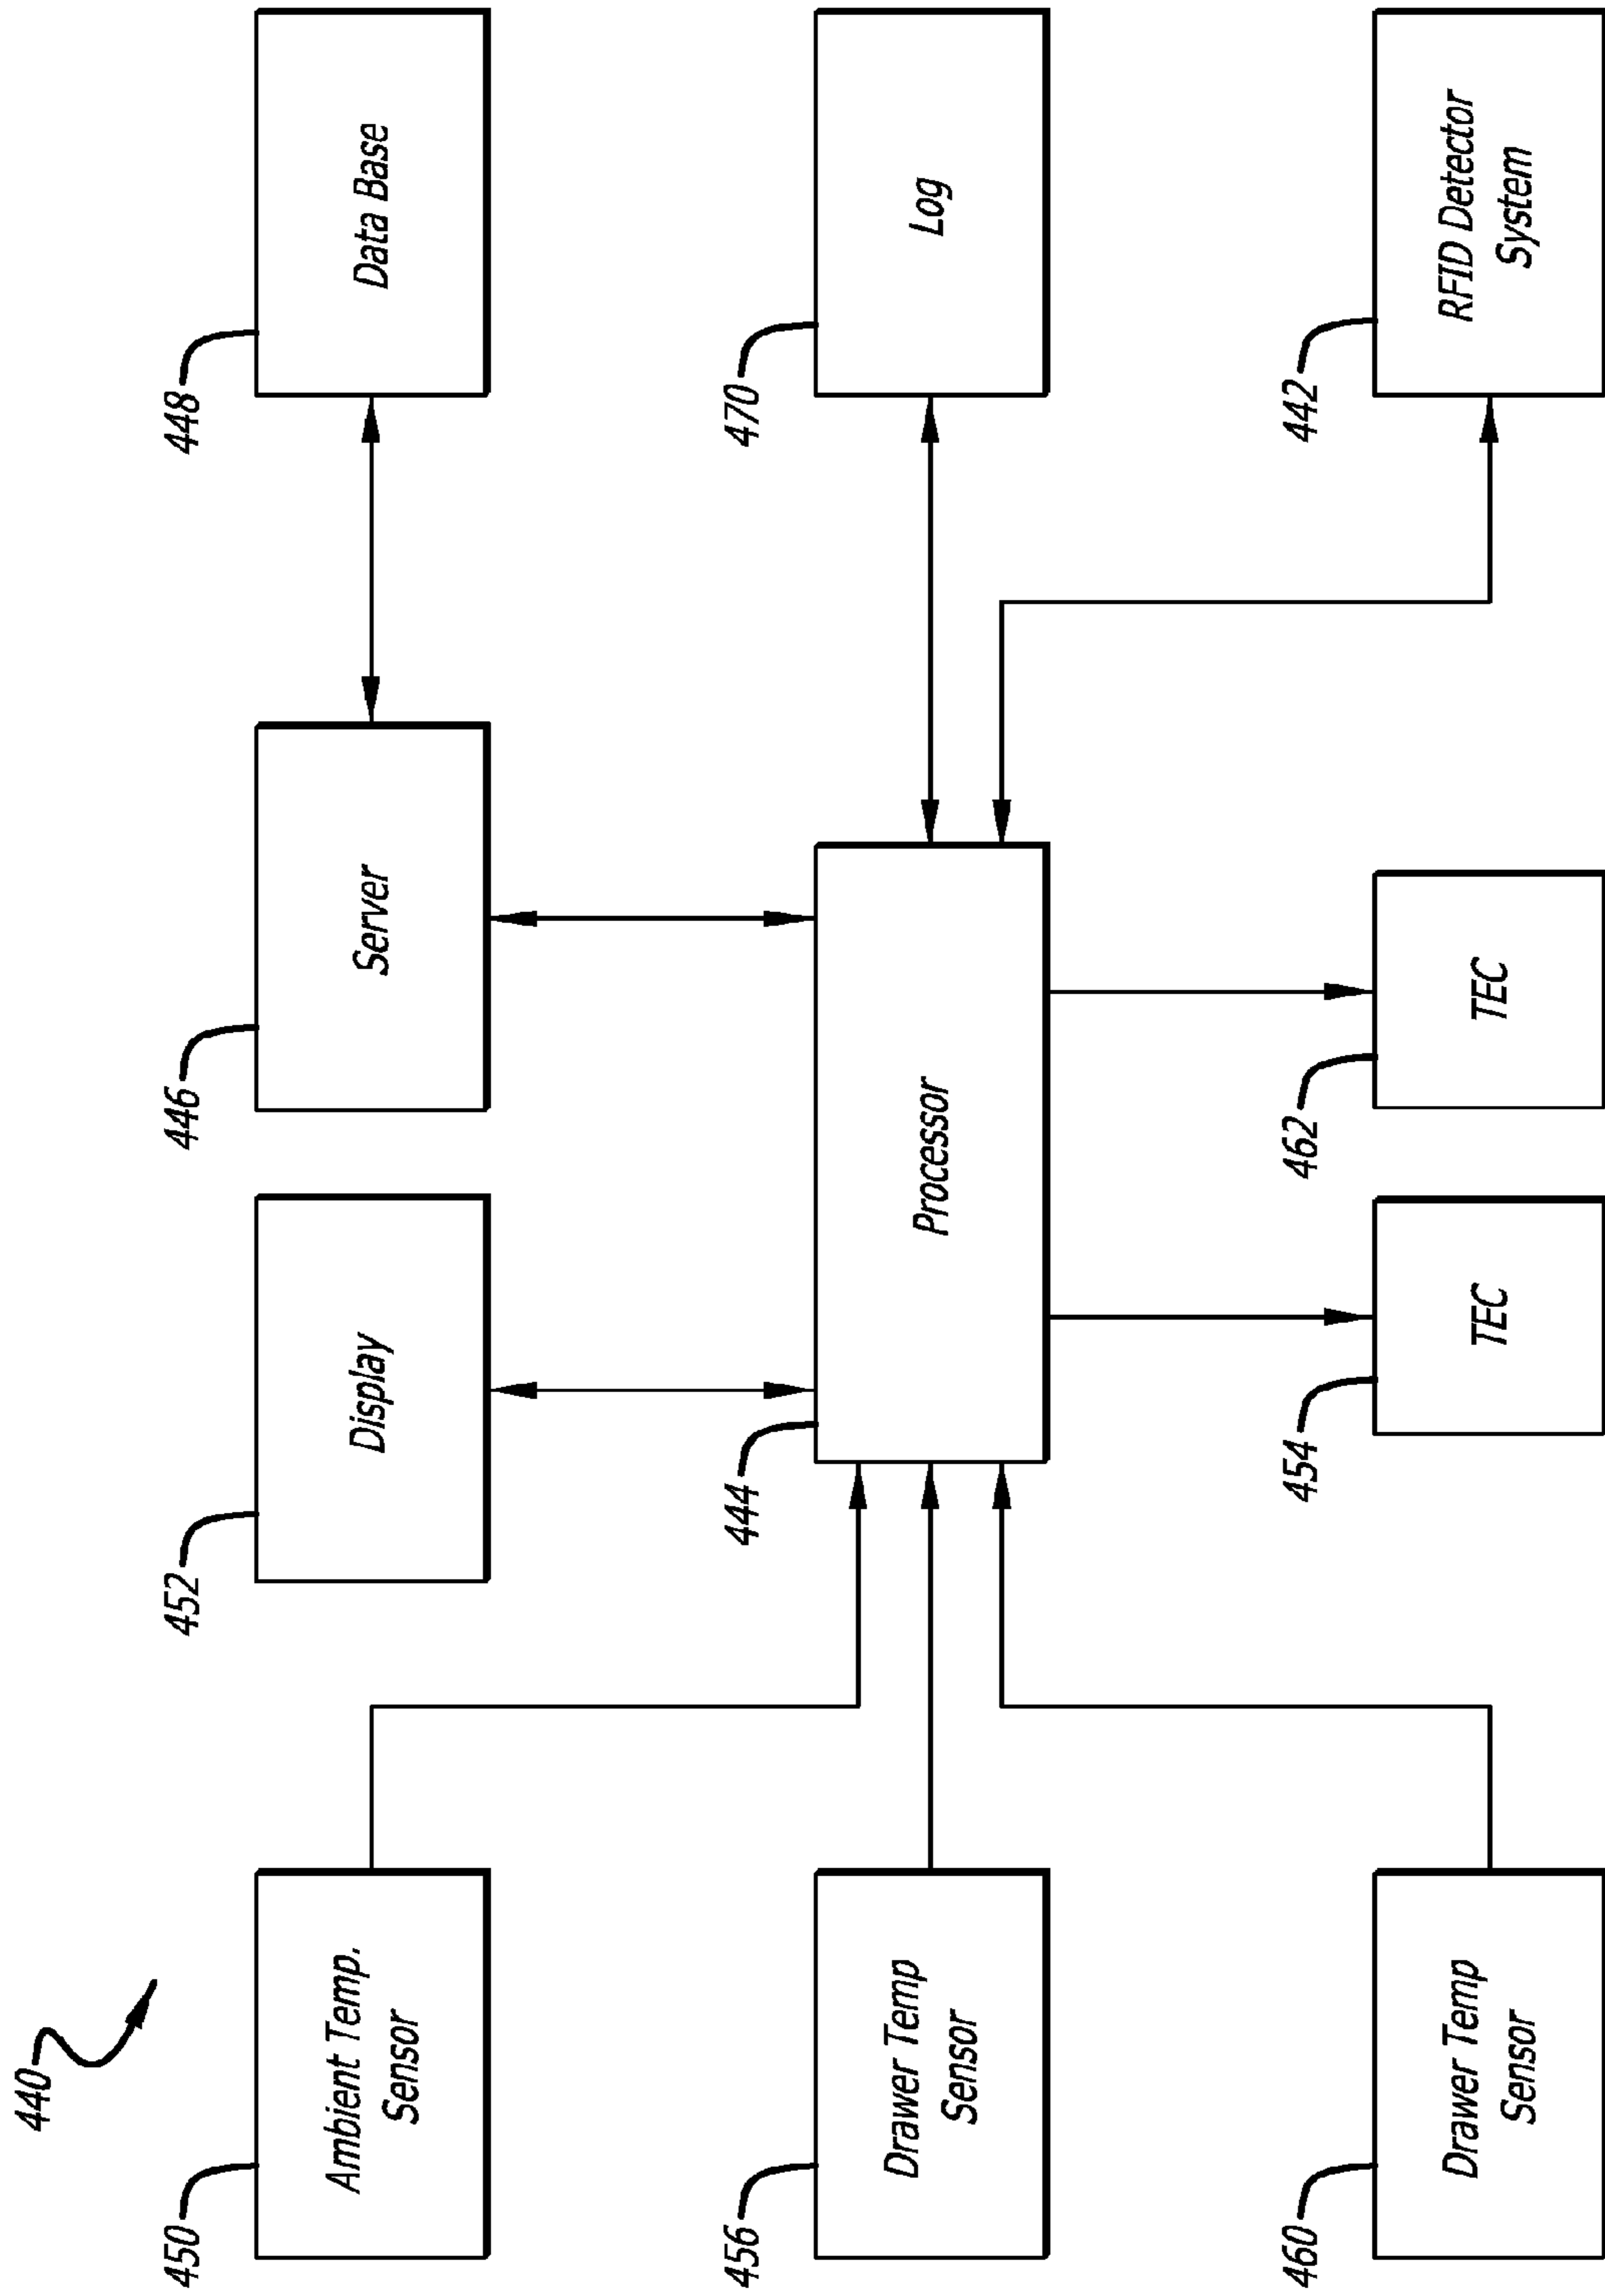 440
450
Ambient Temp.
Sensor
452
Display
446
Server
448
Data Base
456
Drawer Temp
Sensor
444
Processor
470
Log
460
Drawer Temp
Sensor
454
TEC
462
TEC
442
RFID Detector
System